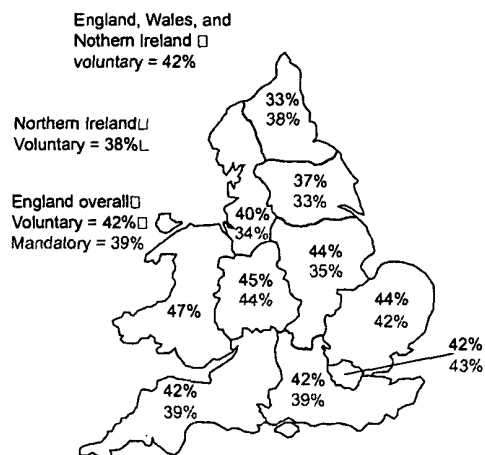 England, Wales, and
Nothern Ireland
voluntary = 42%
33%
38%
Northern Ireland
Voluntary = 38%
37%
33%
England overall
Voluntary = 42%
Mandatory = 39%
40%
34%
44%
35%
45%
44%
47%
44%
42%
42%
43%
42%
39%
42%
39%